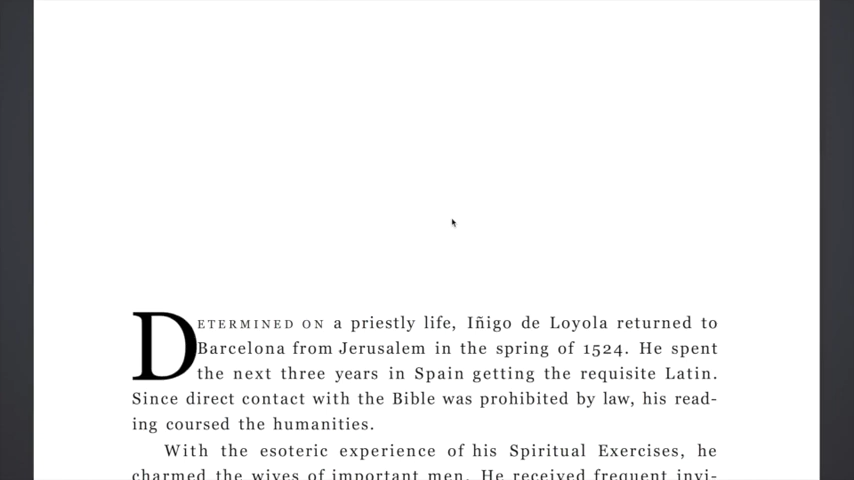 DETERMINED ON a priestly life, Iñigo de Loyola returned to
Barcelona from Jerusalem in the spring of 1524. He spent
the next three years in Spain getting the requisite Latin.
Since direct contact with the Bible was prohibited by law, his read-
ing coursed the humanities.
With the esoteric experience of his Spiritual Exercises, he
charmed the wives of important men. He received frequent invi-